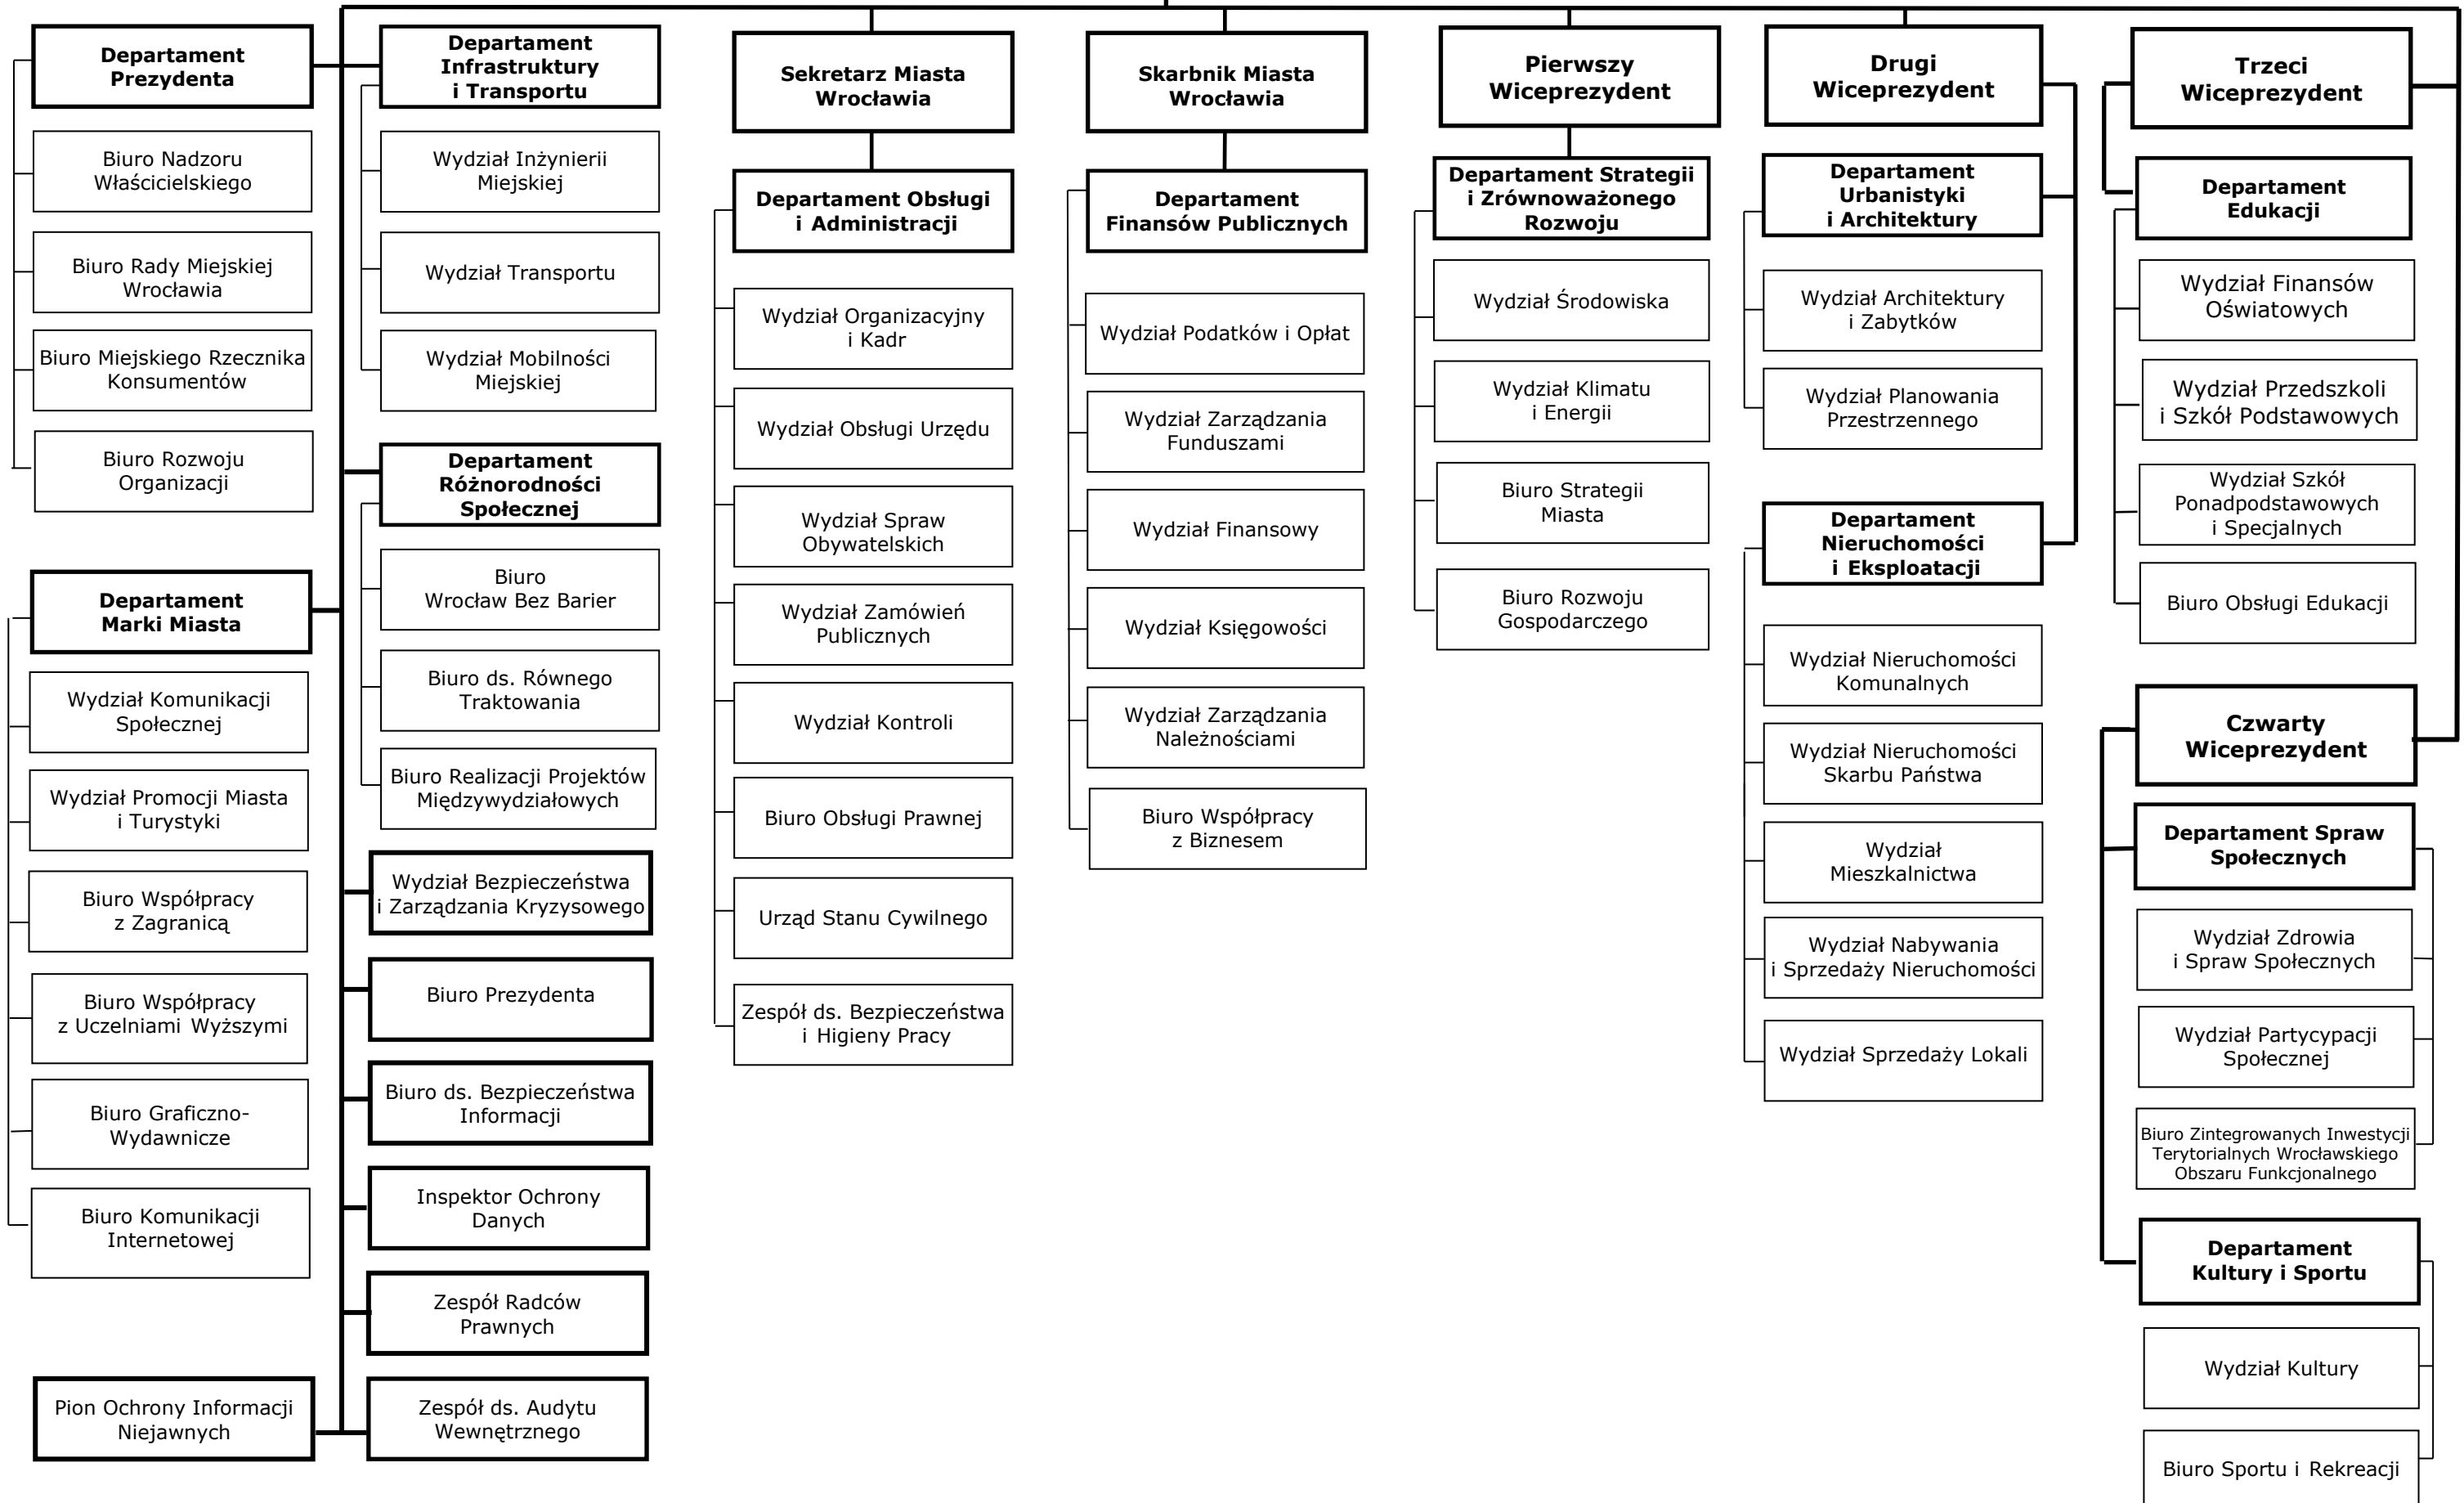 Departament
Prezydenta
Biuro Nadzoru
Właścicielskiego
Biuro Rady Miejskiej
Wrocławia
Biuro Miejskiego Rzecznika
Konsumentów
Biuro Rozwoju
Organizacji
Departament
Marki Miasta
Wydział Komunikacji
Społecznej
Wydział Promocji Miasta
i Turystyki
Biuro Współpracy
z Zagranicą
Biuro Współpracy
z Uczelniami Wyższymi
Biuro Graficzno-
Wydawnicze
Biuro Komunikacji
Internetowej
Pion Ochrony Informacji
Niejawnych
Departament
Infrastruktury
i Transportu
Wydział Inżynierii
Miejskiej
Wydział Transportu
Wydział Mobilności
Miejskiej
Departament
Różnorodności
Społecznej
Biuro
Wrocław Bez Barier
Biuro ds. Równego
Traktowania
Biuro Realizacji Projektów
Międzywydziałowych
Wydział Bezpieczeństwa
i Zarządzania Kryzysowego
Biuro Prezydenta
Biuro ds. Bezpieczeństwa
Informacji
Inspektor Ochrony
Danych
Zespół Radców
Prawnych
Zespół ds. Audytu
Wewnętrznego
Sekretarz Miasta
Wrocławia
Departament Obsługi
i Administracji
Wydział Organizacyjny
i Kadr
Wydział Obsługi Urzędu
Wydział Spraw
Obywatelskich
Wydział Zamówień
Publicznych
Wydział Kontroli
Biuro Obsługi Prawnej
Urząd Stanu Cywilnego
Zespół ds. Bezpieczeństwa
i Higieny Pracy
Skarbnik Miasta
Wrocławia
Departament
Finansów Publicznych
Wydział Podatków i Opłat
Wydział Zarządzania
Funduszami
Wydział Finansowy
Wydział Księgowości
Wydział Zarządzania
Należnościami
Biuro Współpracy
z Biznesem
Pierwszy
Wiceprezydent
Departament Strategii
i Zrównoważonego
Rozwoju
Wydział Środowiska
Wydział Klimatu
i Energii
Biuro Strategii
Miasta
Biuro Rozwoju
Gospodarczego
Drugi
Wiceprezydent
Departament
Urbanistyki
i Architektury
Wydział Architektury
i Zabytków
Wydział Planowania
Przestrzennego
Departament
Nieruchomości
i Eksploatacji
Wydział Nieruchomości
Komunalnych
Wydział Nieruchomości
Skarbu Państwa
Wydział
Mieszkalnictwa
Wydział Nabywania
i Sprzedaży Nieruchomości
Wydział Sprzedaży Lokali
Trzeci
Wiceprezydent
Departament
Edukacji
Wydział Finansów
Oświatowych
Wydział Przedszkoli
i Szkół Podstawowych
Wydział Szkół
Ponadpodstawowych
i Specjalnych
Biuro Obsługi Edukacji
Czwarty
Wiceprezydent
Departament Spraw
Społecznych
Wydział Zdrowia
i Spraw Społecznych
Wydział Partycypacji
Społecznej
Biuro Zintegrowanych Inwestycji
Terytorialnych Wrocławskiego
Obszaru Funkcjonalnego
Departament
Kultury i Sportu
Wydział Kultury
Biuro Sportu i Rekreacji